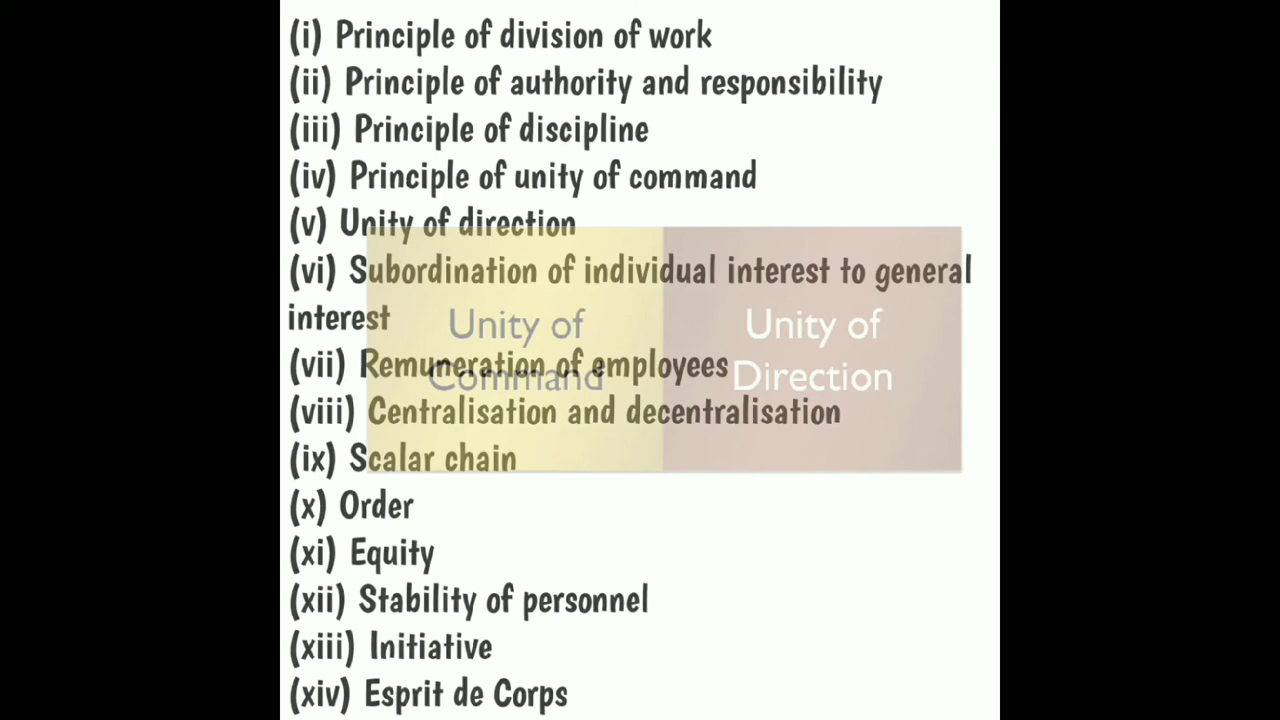 (i) Principle of division of work
(ii) Principle of authority and responsibility
(iii) Principle of discipline
(iv) Principle of unity of command
(v) Unity of direction
(vi) Subordination of individual interest to general
interest
(vii) Remuneration of employees
(viii) Centralisation and decentralisation
(ix) Scalar chain
(x) Order
(xi) Equity
(xii) Stability of personnel
(xiii) Initiative
(xiv) Esprit de Corps
Unity of
Command
Unity of
Direction